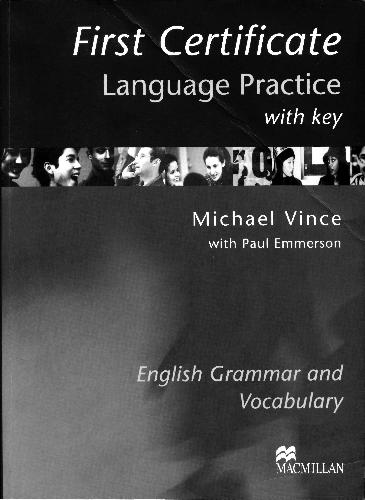 First Certificate
Language Practice
with key
Michael Vince
with Paul Emmerson
English Grammar and
Vocabulary
MACMILLAN